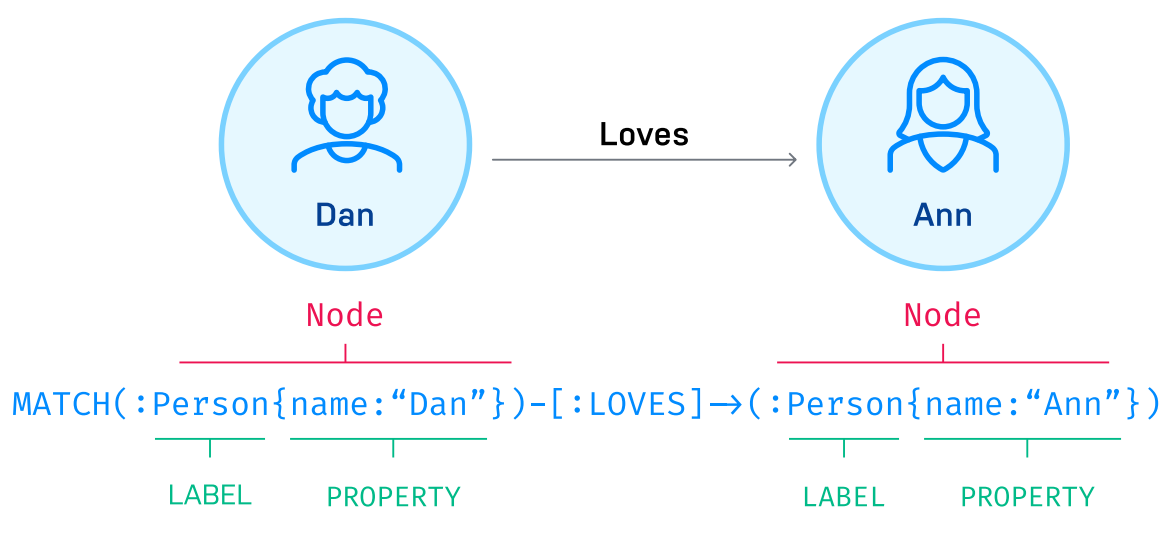 Loves
Dan
Ann
Node
Node
MATCH(:Person{name:“Dan”})-[:LOVES]->(:Person{name:“Ann”})
LABEL
PROPERTY
LABEL
PROPERTY